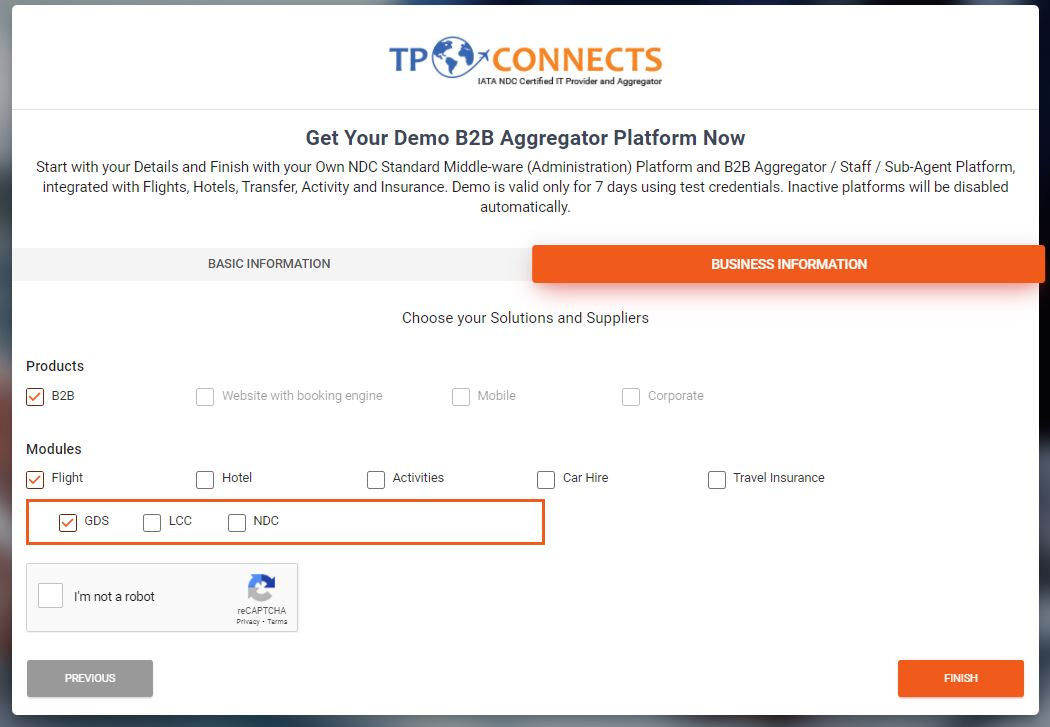 TP CONNECTS
IATA NDC Certified IT Provider and Aggregator
Get Your Demo B2B Aggregator Platform Now
Start with your Details and Finish with your Own NDC Standard Middle-ware (Administration) Platform and B2B Aggregator / Staff / Sub-Agent Platform,
integrated with Flights, Hotels, Transfer, Activity and Insurance. Demo is valid only for 7 days using test credentials. Inactive platforms will be disabled
automatically.
BASIC INFORMATION BUSINESS INFORMATION
Choose your Solutions and Suppliers
Products
B2B Website with booking engine Mobile Corporate
Modules
Flight Hotel Activities Car Hire Travel Insurance
GDS LCC NDC
I'm not a robot
reCAPTCHA
Privacy - Terms
PREVIOUS FINISH